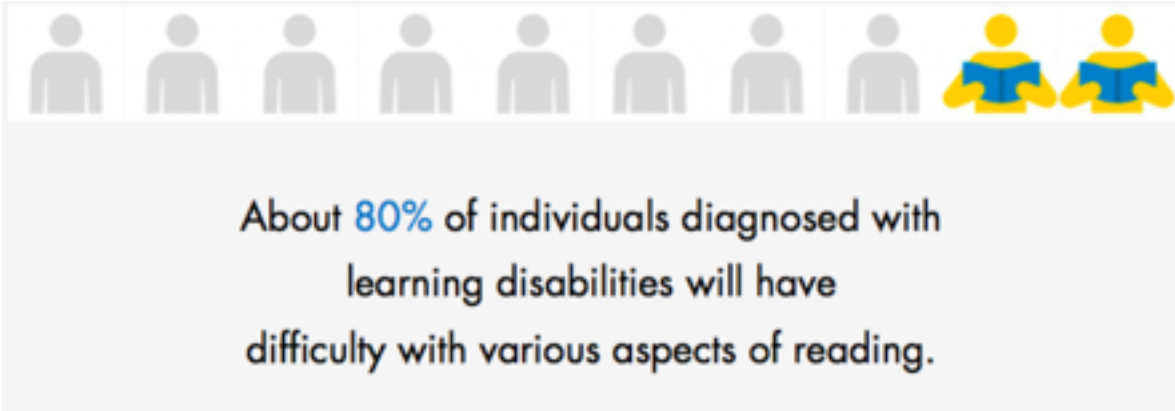 About 80% of individuals diagnosed with
learning disabilities will have
difficulty with various aspects of reading.